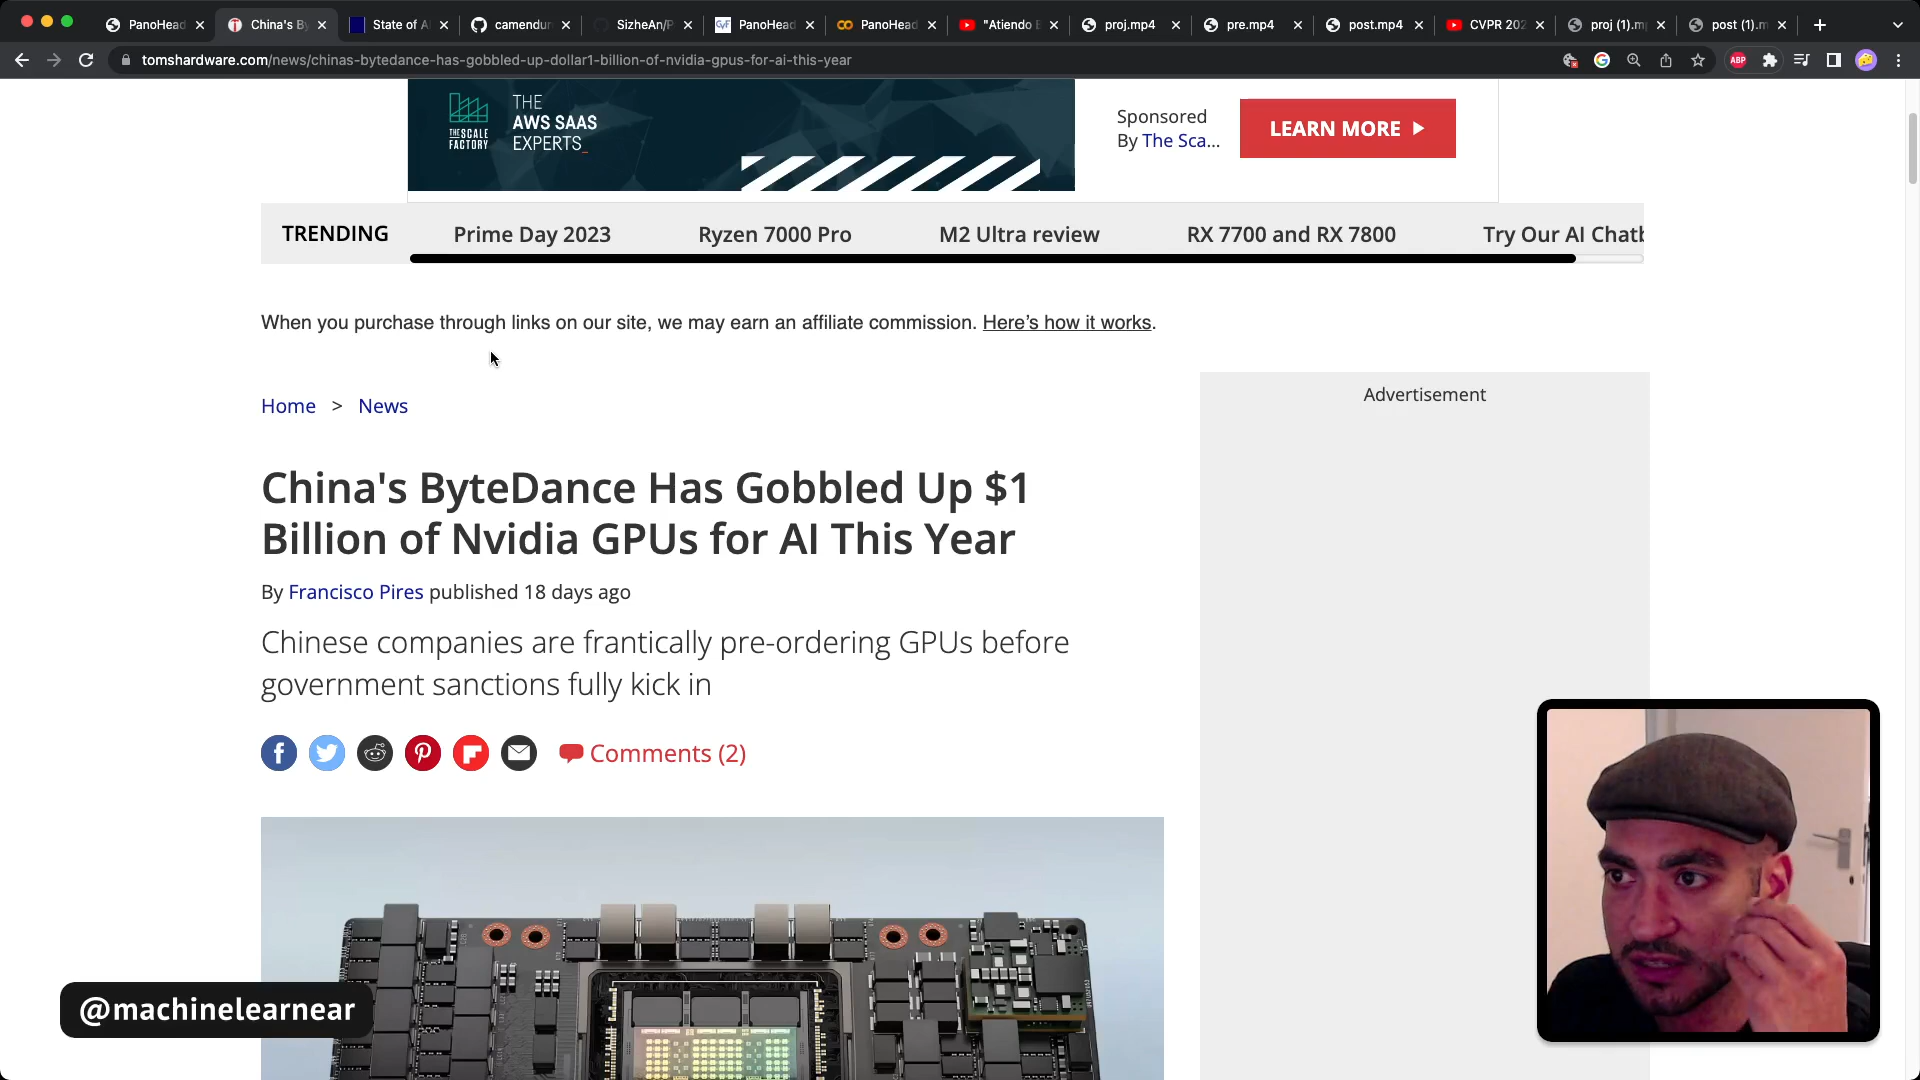 PanoHead
China's By
State of A
camendur
SizheAn/P
PanoHead
PanoHead
"Atiendo
proj.mp4
pre.mp4
post.mp4
CVPR 202
proj (1).m
post (1).m
tomshardware.com/news/chinas-bytedance-has-gobbled-up-dollar1-billion-of-nvidia-gpus-for-ai-this-year
ABP
THE SCALE
FACTORY
THE
AWS SAAS
EXPERTS_
Sponsored
By The Sca...
LEARN MORE
TRENDING
Prime Day 2023
Ryzen 7000 Pro
M2 Ultra review
RX 7700 and RX 7800
Try Our AI Chatb
When you purchase through links on our site, we may earn an affiliate commission. Here’s how it works.
Home > News
Advertisement
China's ByteDance Has Gobbled Up $1
Billion of Nvidia GPUs for AI This Year
By Francisco Pires published 18 days ago
Chinese companies are frantically pre-ordering GPUs before
government sanctions fully kick in
Comments (2)
@machinelearnear